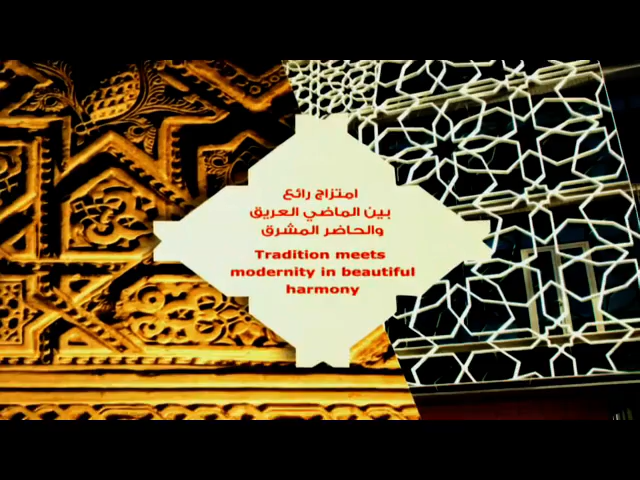 امتزاج رائع
بين الماضي العريق
والحاضر المشرق
Tradition meets
modernity in beautiful
harmony